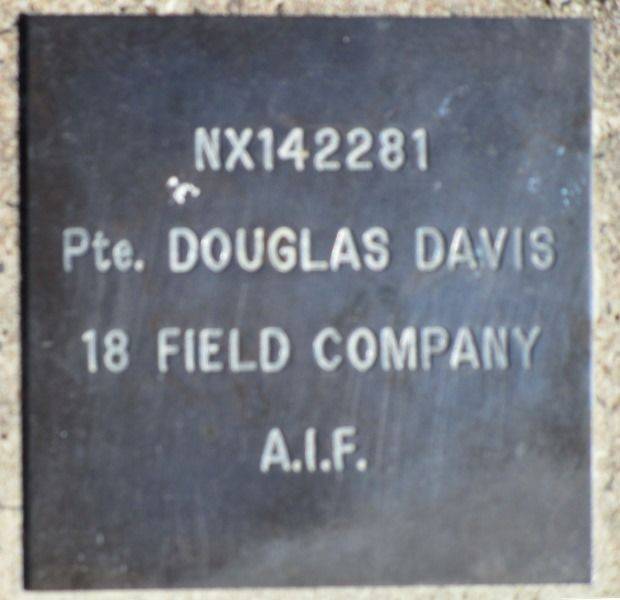 NX142281
Pte. DOUGLAS DAVIS
18 FIELD COMPANY
A.I.F.